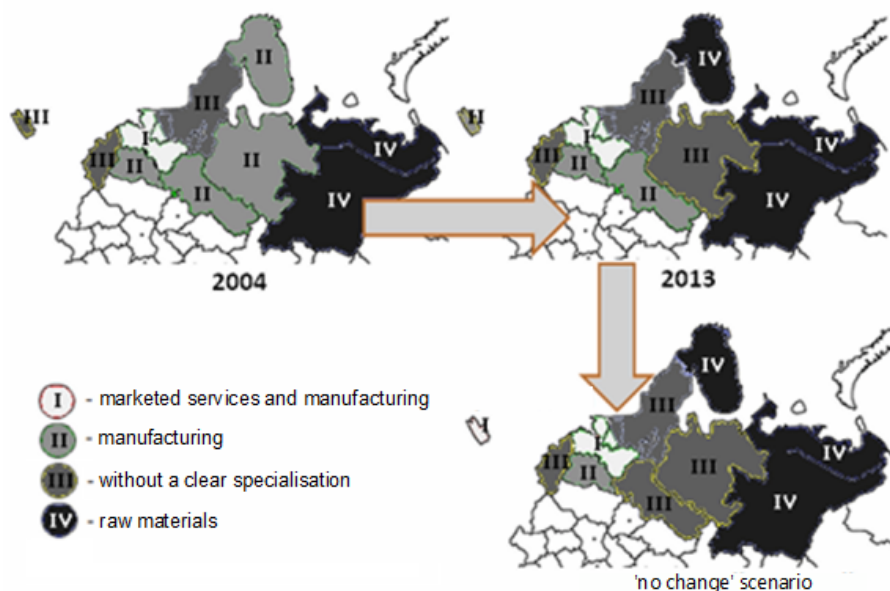 II
III
III
I
IV
III
II
II
II
IV
2004
IV
III
II
I
IV
III
II
III
II
IV
2013
I - marketed services and manufacturing
II - manufacturing
III - without a clear specialisation
IV - raw materials
IV
III
I
I
IV
III
II
III
III
IV
'no change' scenario